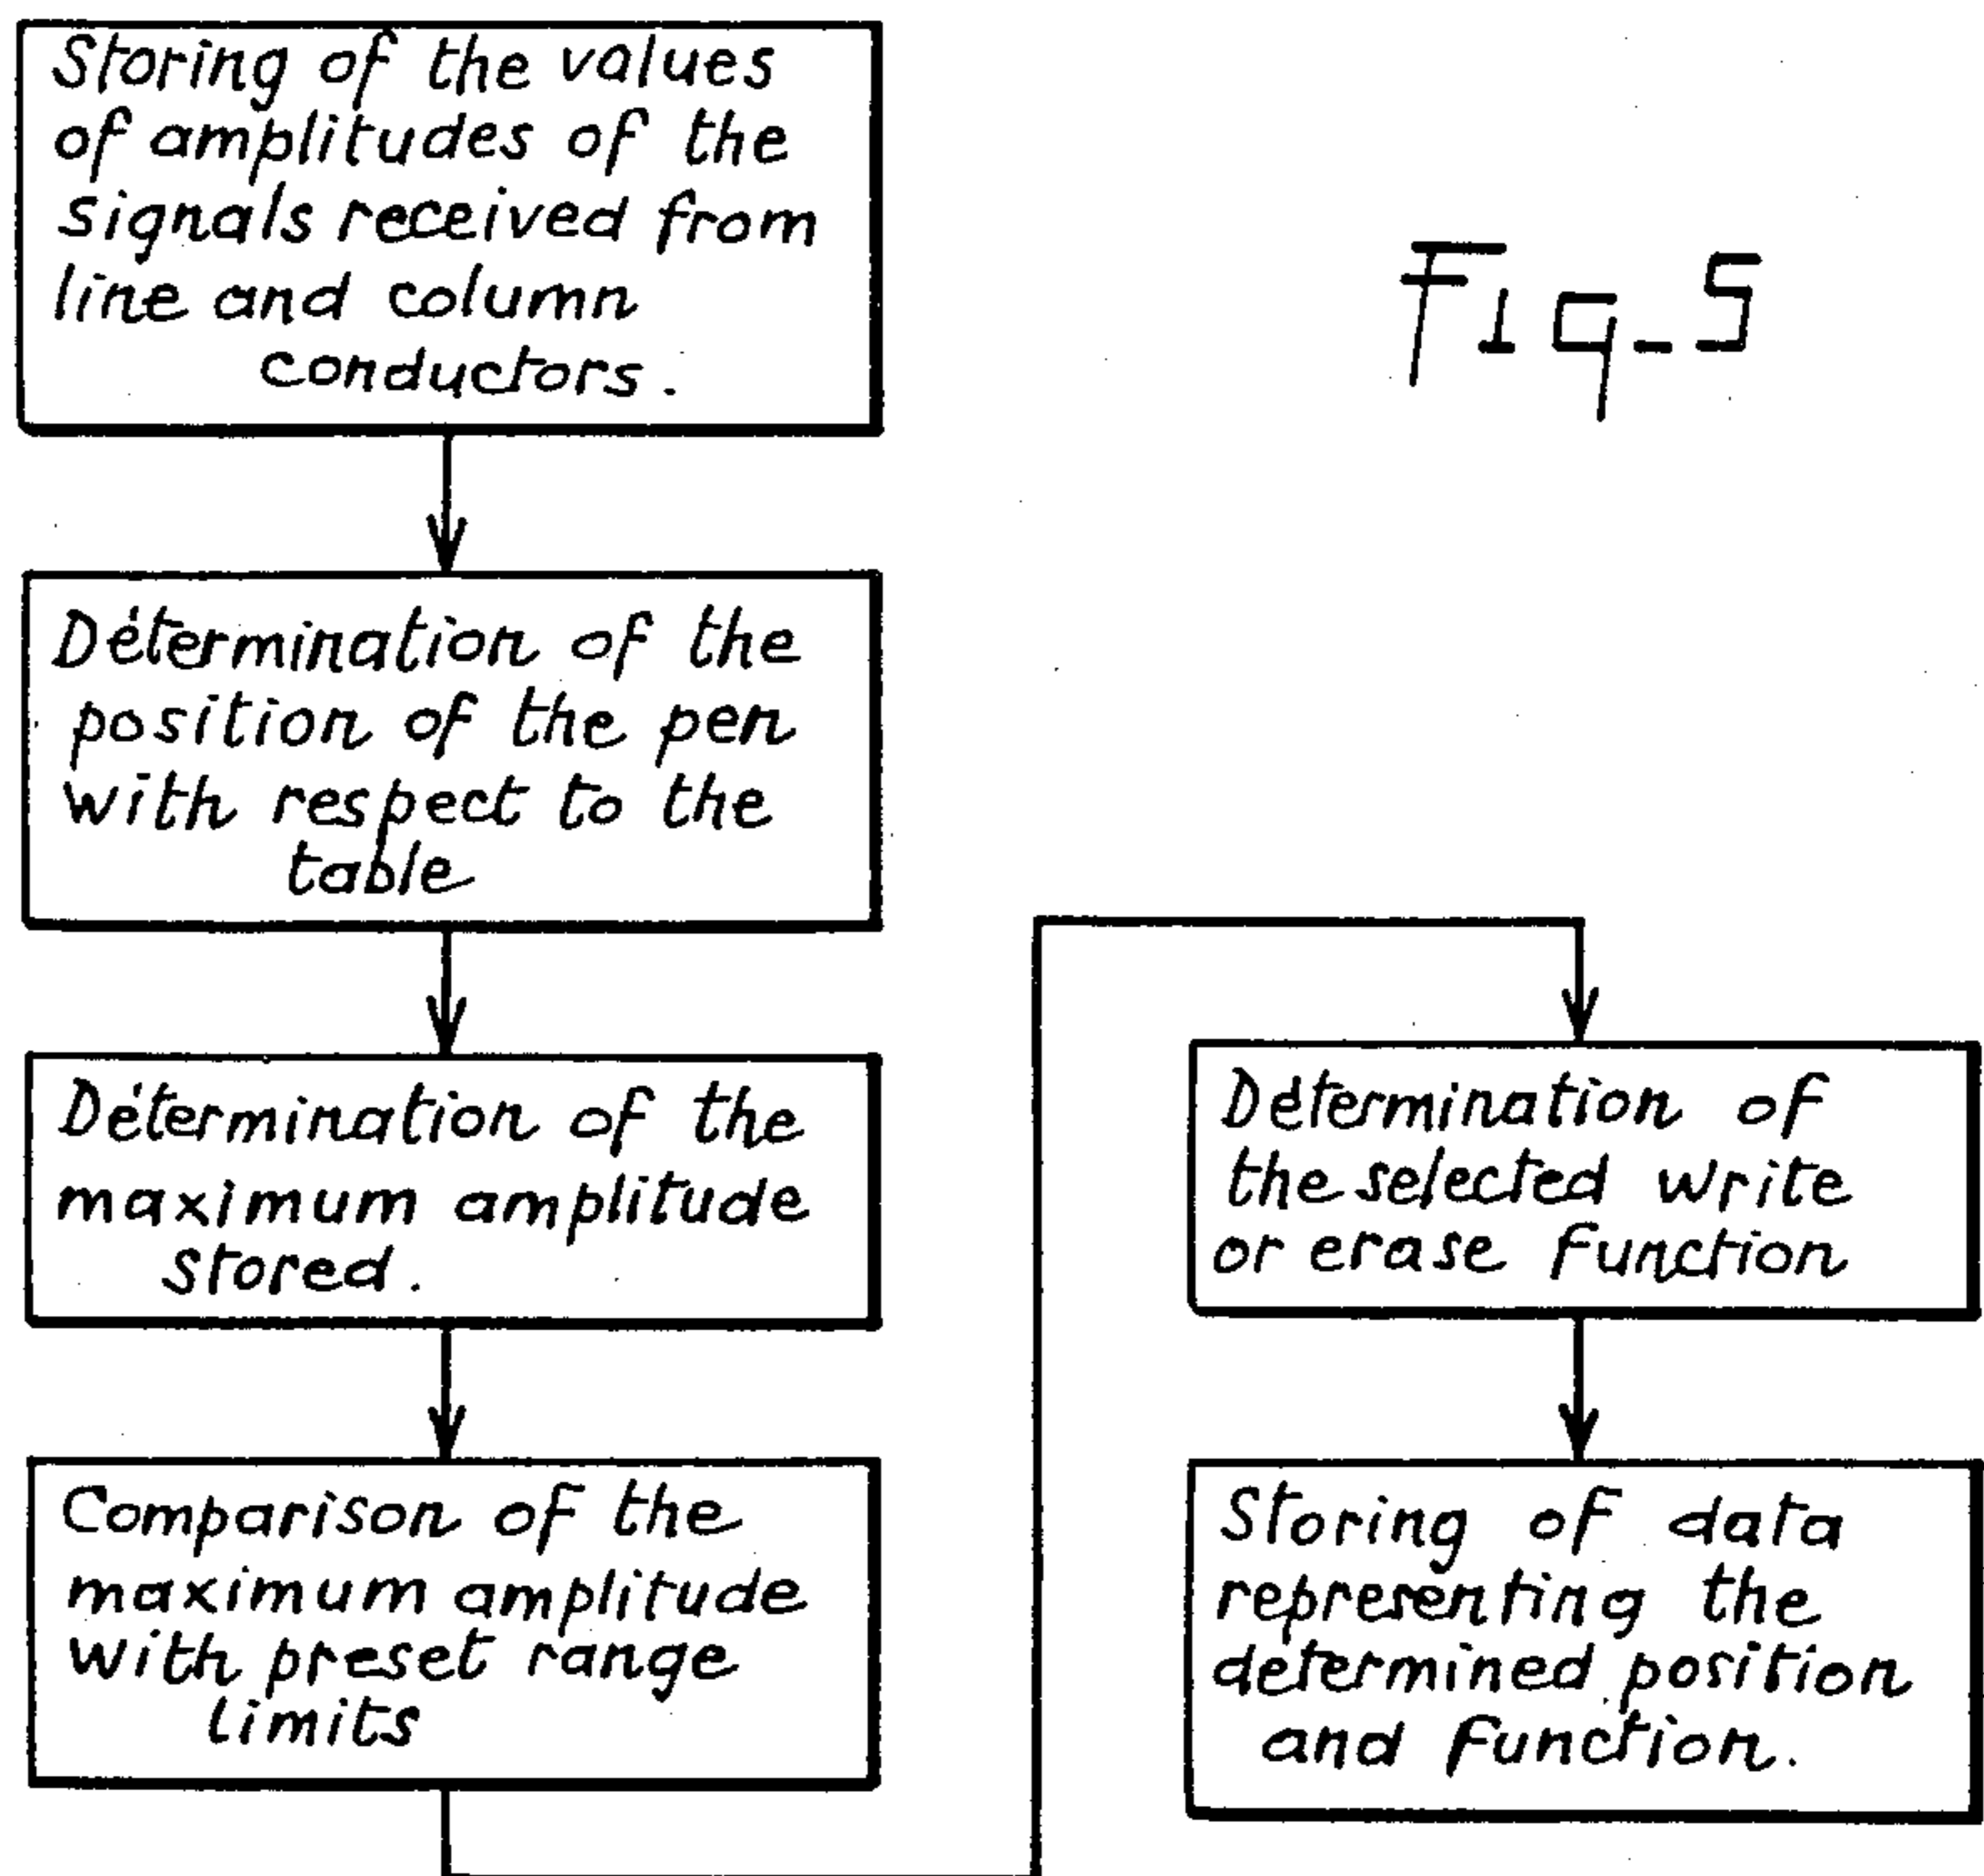 Storing of the values
of amplitudes of the
signals received from
line and column
conductors.
Fig_5
Détermination of the
position of the pen
with respect to the
table
Détermination of the
maximum amplitude
stored.
Comparison of the
maximum amplitude
with preset range
limits
Détermination of
the selected write
or erase function
Storing of data
representing the
determined position
and function.